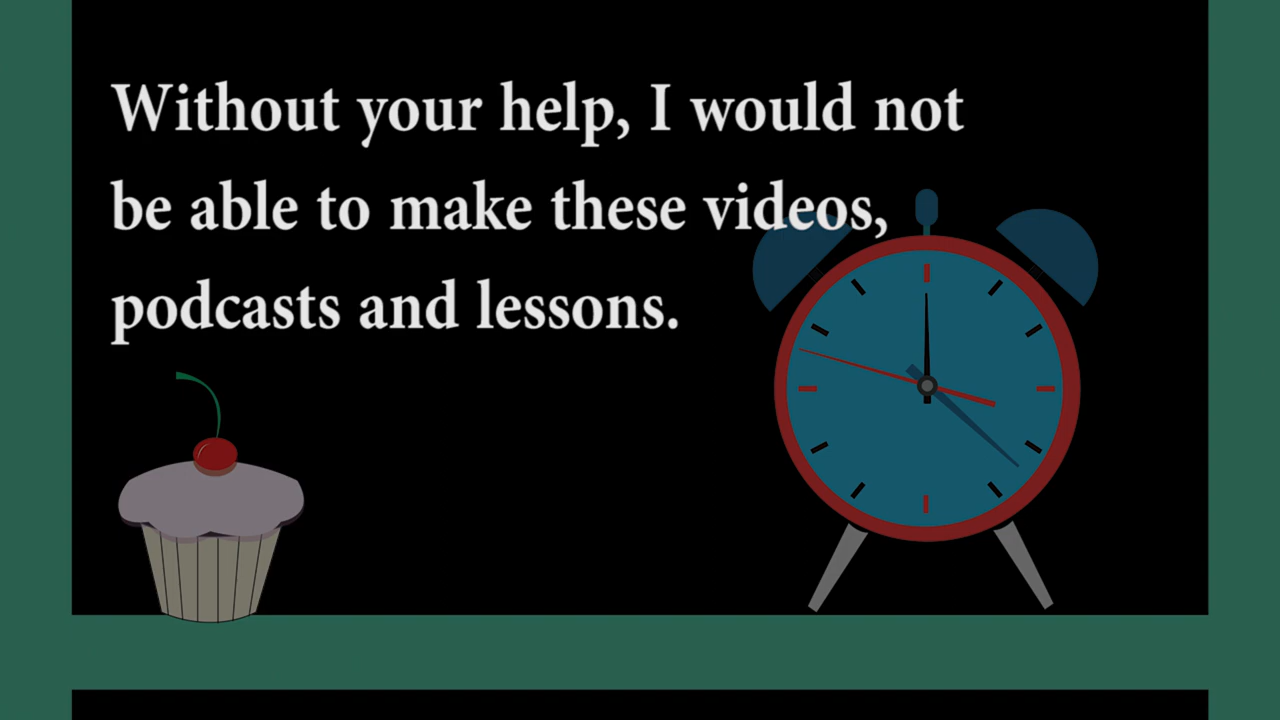 Without your help, I would not
be able to make these videos,
podcasts and lessons.